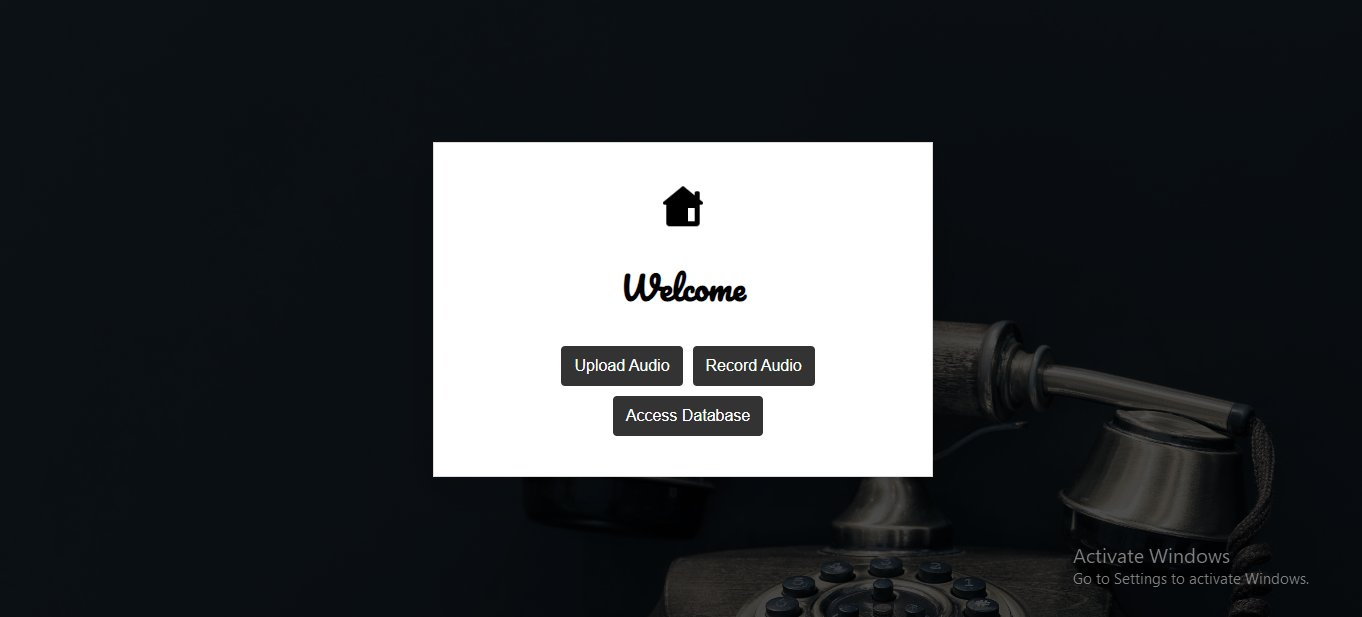 Welcome
Upload Audio
Record Audio
Access Database
Activate Windows
Go to Settings to activate Windows.